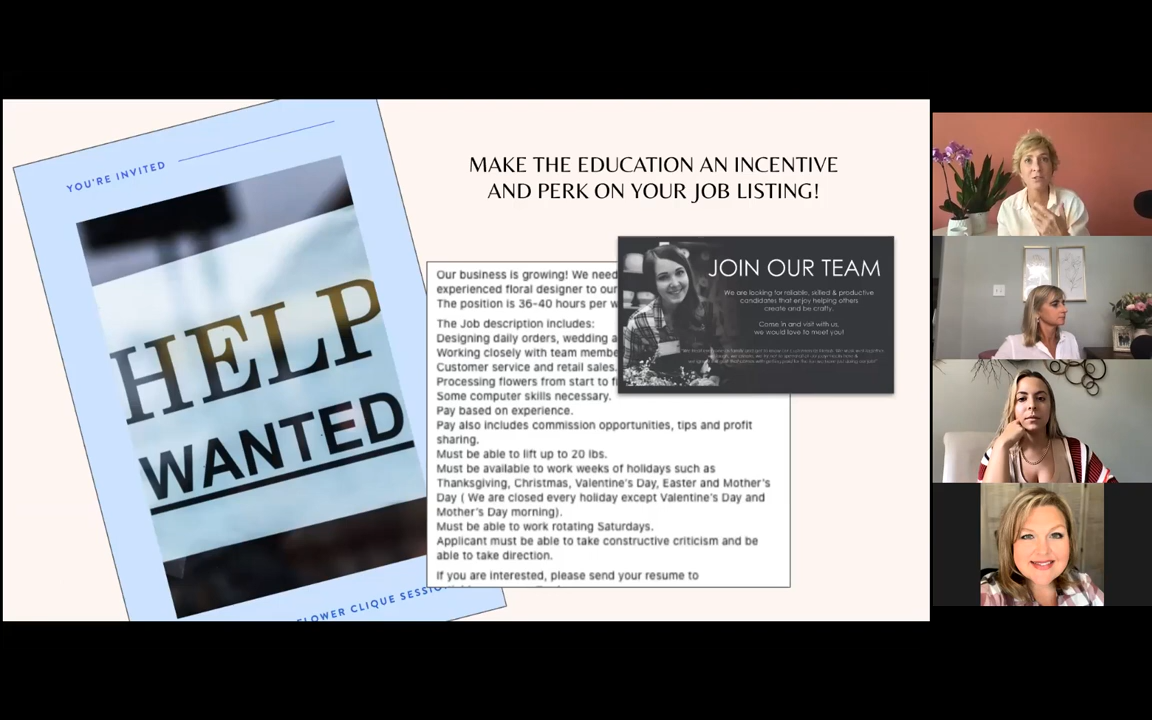 YOU'RE INVITED
HELP
WANTED
FLOWER CLIQUE SESSIO
MAKE THE EDUCATION AN INCENTIVE
AND PERK ON YOUR JOB LISTING!
Our business is growing! We need
experienced floral designer to our
The position is 36-40 hours per w
The Job description includes:
Designing daily orders, wedding a
Working closely with team membe
Customer service and retail sales.
Processing flowers from start to fi
Some computer skills necessary.
Pay based on experience.
Pay also includes commission opportunities, tips and profit
sharing.
Must be able to lift up to 20 lbs.
Must be available to work weeks of holidays such as
Thanksgiving, Christmas, Valentine's Day, Easter and Mother's
Day ( We are closed every holiday except Valentine's Day and
Mother's Day morning).
Must be able to work rotating Saturdays.
Applicant must be able to take constructive criticism and be
able to take direction.
If you are interested, please send your resume to
JOIN OUR TEAM
We are looking for reliable, skilled & productive
candidates that enjoy helping others
create and be crafty.
Come in and visit with us,
we would love to meet you!